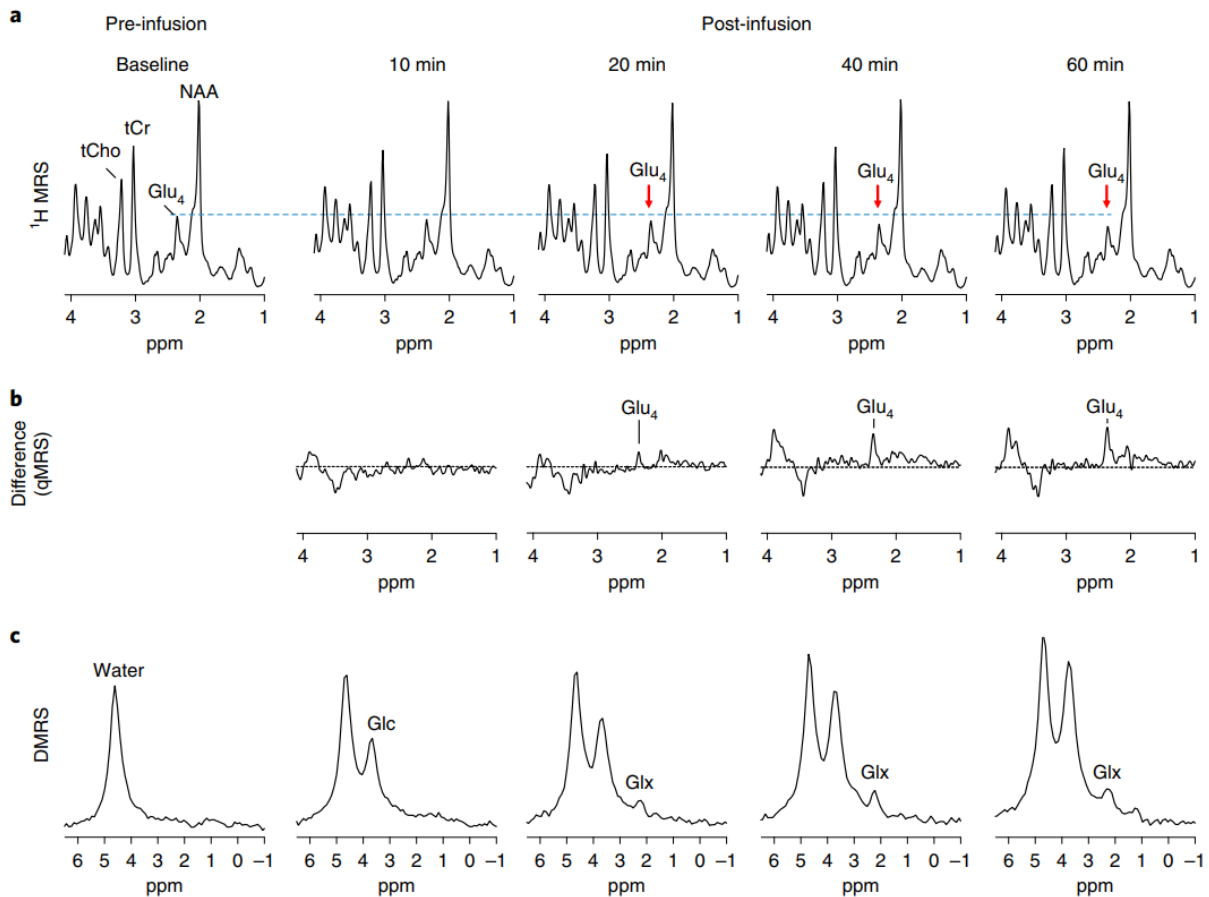 a
Pre-infusion
Post-infusion
Baseline
10 min
20 min
40 min
60 min
¹H MRS
NAA
tCr
tCho
Glu₄
Glu₄
Glu₄
Glu₄
4 3 2 1
4 3 2 1
4 3 2 1
4 3 2 1
4 3 2 1
ppm
ppm
ppm
ppm
ppm
b
Difference
(qMRS)
Glu₄
Glu₄
Glu₄
4 3 2 1
4 3 2 1
4 3 2 1
4 3 2 1
ppm
ppm
ppm
ppm
c
DMRS
Water
Glc
Glx
Glx
Glx
6 5 4 3 2 1 0 –1
6 5 4 3 2 1 0 –1
6 5 4 3 2 1 0 –1
6 5 4 3 2 1 0 –1
6 5 4 3 2 1 0 –1
ppm
ppm
ppm
ppm
ppm